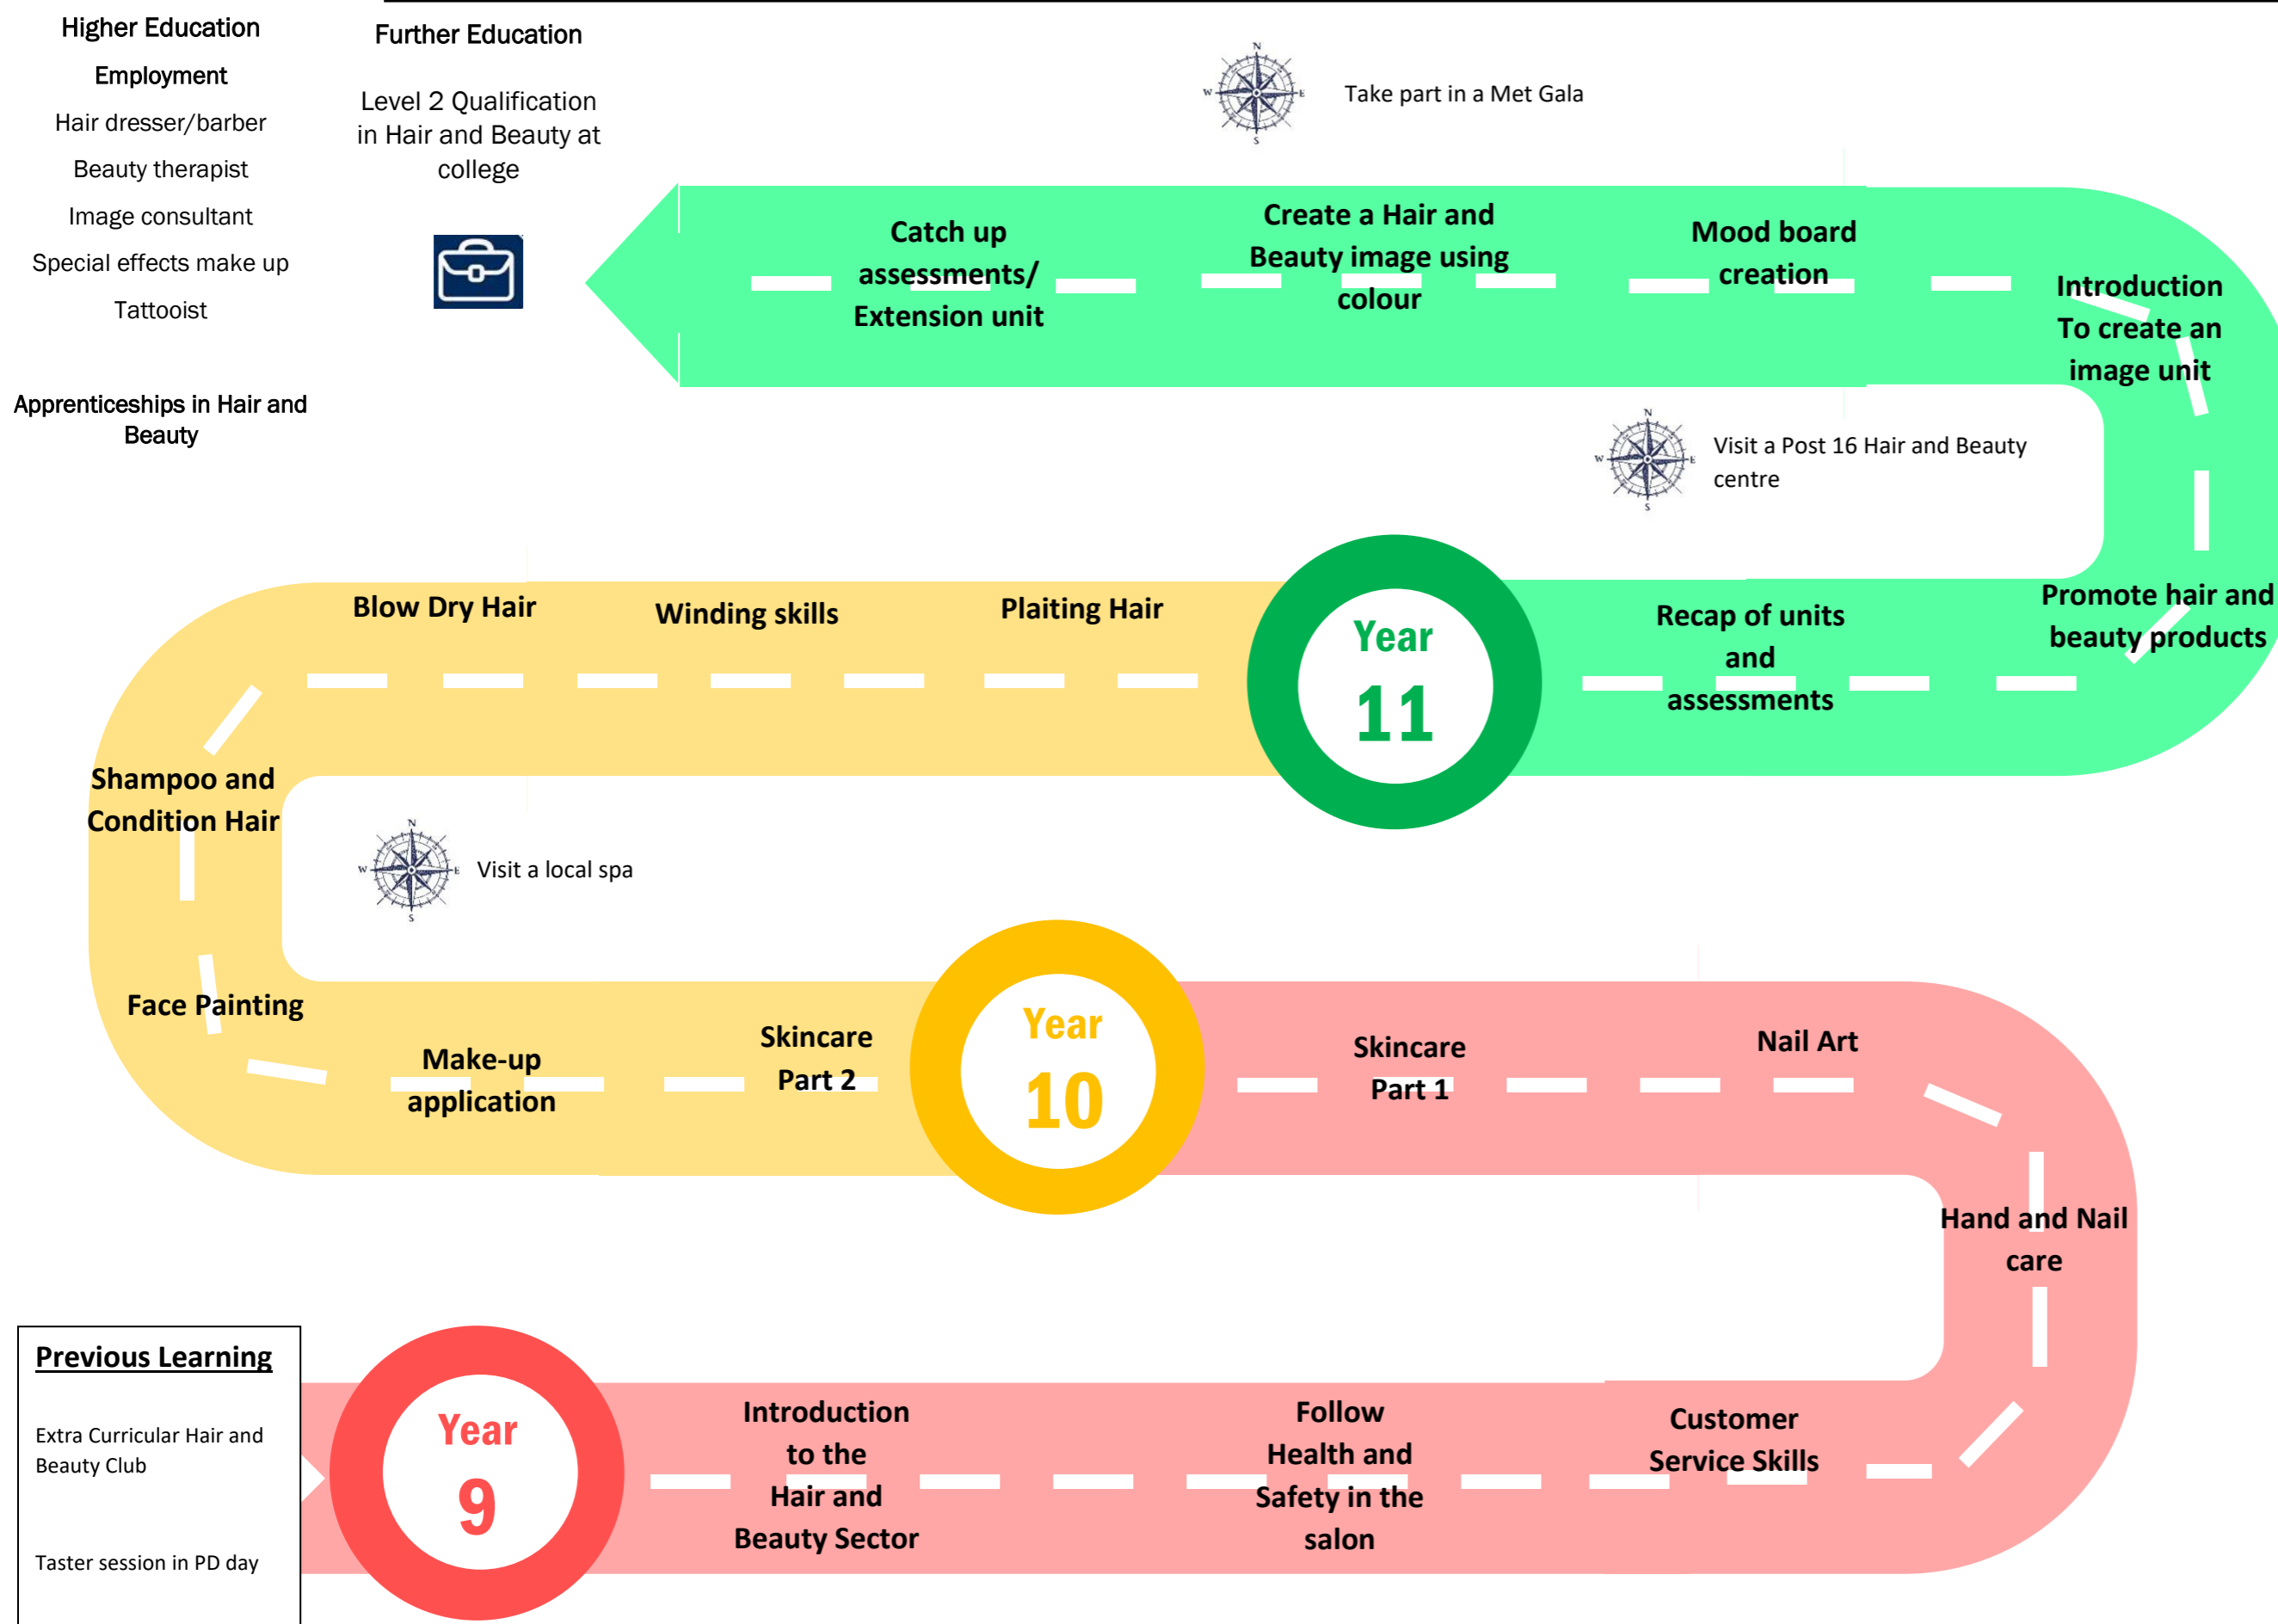 Higher Education
Employment
Hair dresser/barber
Beauty therapist
Image consultant
Special effects make up
Tattooist
Apprenticeships in Hair and
Beauty
Further Education
Level 2 Qualification
in Hair and Beauty at
college
N
W
E
S
Take part in a Met Gala
Catch up
assessments/
Extension unit
Create a Hair and
Beauty image using
colour
Mood board
creation
Introduction
To create an
image unit
N
W
E
S
Visit a Post 16 Hair and Beauty
centre
Blow Dry Hair
Winding skills
Plaiting Hair
Year
11
Recap of units
and
assessments
Promote hair and
beauty products
Shampoo and
Condition Hair
N
W
E
S
Visit a local spa
Face Painting
Make-up
application
Skincare
Part 2
Year
10
Skincare
Part 1
Nail Art
Hand and Nail
care
Previous Learning
Extra Curricular Hair and
Beauty Club
Taster session in PD day
Year
9
Introduction
to the
Hair and
Beauty Sector
Follow
Health and
Safety in the
salon
Customer
Service Skills